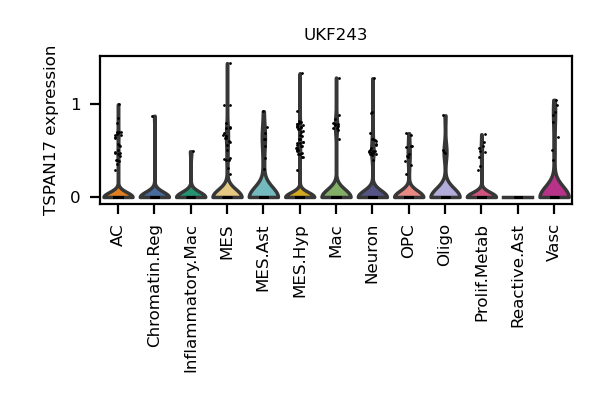 UKF243
TSPAN17 expression
1
0
AC
Chromatin.Reg
Inflammatory.Mac
MES
MES.Ast
MES.Hyp
Mac
Neuron
OPC
Oligo
Prolif.Metab
Reactive.Ast
Vasc